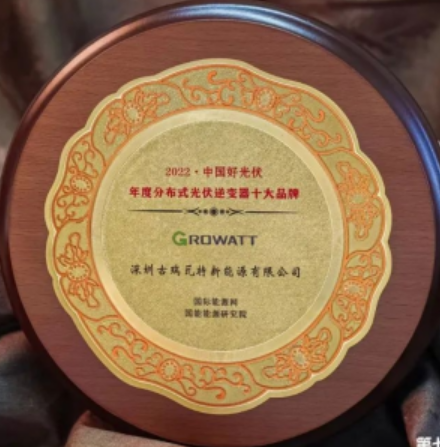 2022·中国好光伏
年度分布式光伏逆变器十大品牌
GROWATT
深圳古瑞瓦特新能源有限公司
国际能源网
国能能源研究院